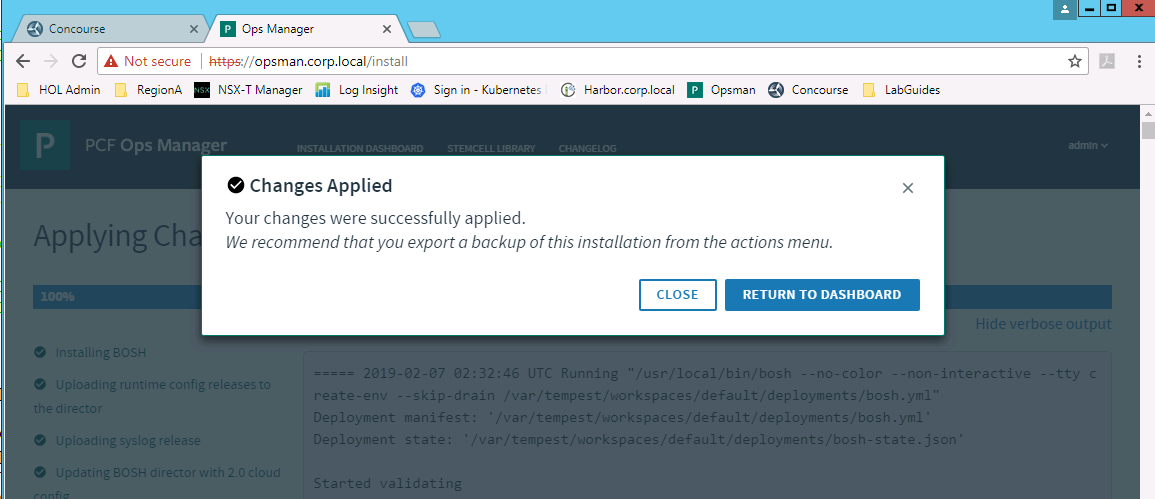 Concourse
Ops Manager
Not secure https://opsman.corp.local/install
HOL Admin RegionA NSX NSX-T Manager Log Insight Sign in - Kubernetes Harbor.corp.local P Opsman Concourse LabGuides
P PCF Ops Manager INSTALLATION DASHBOARD STEMCELL LIBRARY CHANGELOG admin
Changes Applied
Your changes were successfully applied.
We recommend that you export a backup of this installation from the actions menu.
CLOSE RETURN TO DASHBOARD
Applying Cha
100%
Hide verbose output
Installing BOSH
Uploading runtime config releases to
the director
Uploading syslog release
Updating BOSH director with 2.0 cloud
config
===== 2019-02-07 02:32:46 UTC Running "/usr/local/bin/bosh --no-color --non-interactive --tty c
reate-env --skip-drain /var/tempest/workspaces/default/deployments/bosh.yml"
Deployment manifest: '/var/tempest/workspaces/default/deployments/bosh.yml'
Deployment state: '/var/tempest/workspaces/default/deployments/bosh-state.json'
Started validating